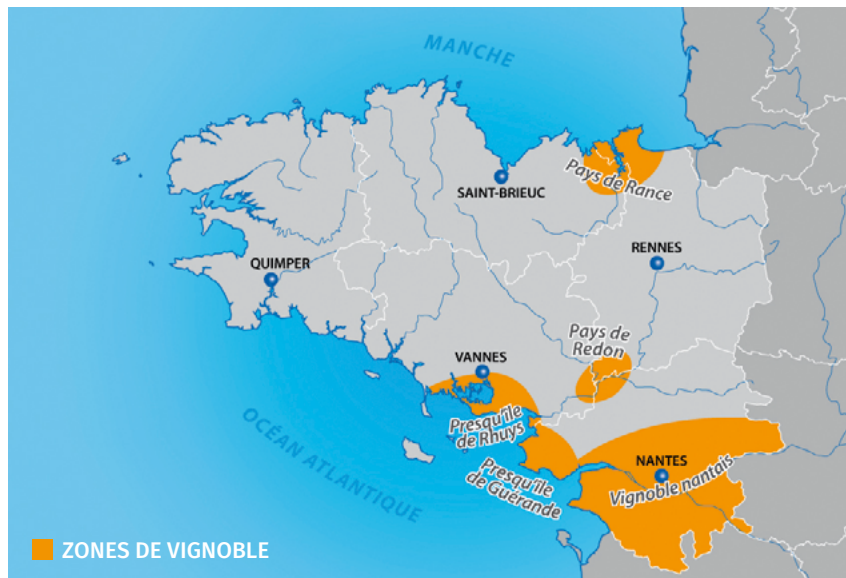 MANCHE
Pays de Rance
SAINT-BRIEUC
RENNES
QUIMPER
Pays de
Redon
VANNES
Presqu'île
de Rhuys
OCÉAN ATLANTIQUE
NANTES
Presqu'île
de Guérande
Vignoble nantais
ZONES DE VIGNOBLE